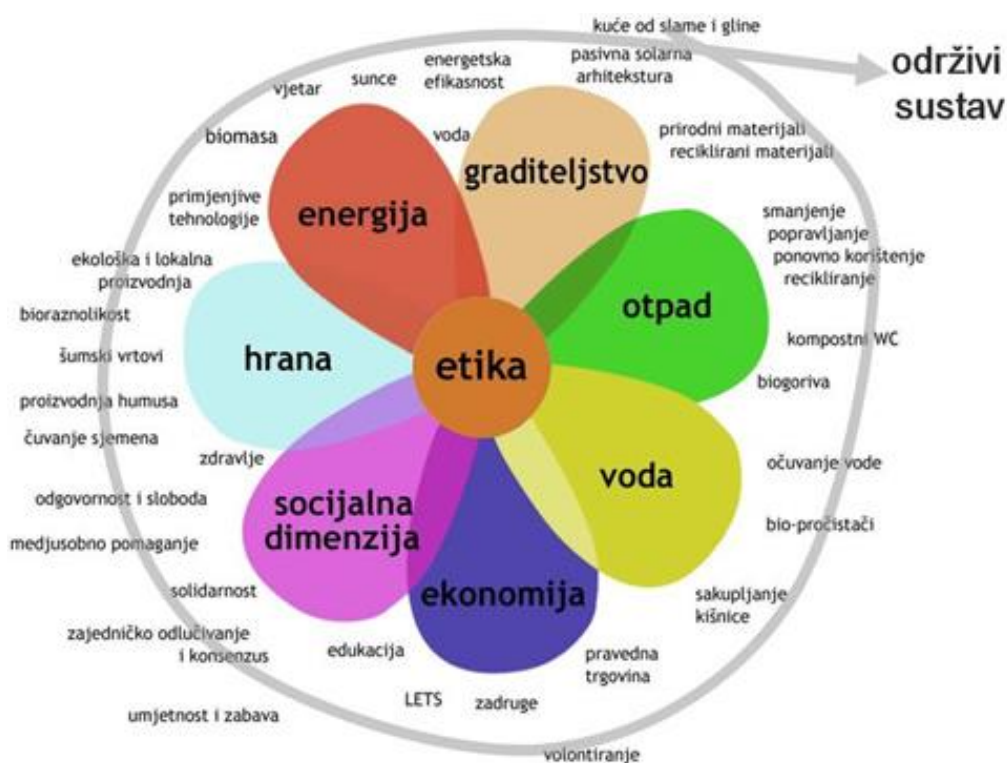 kuće od slame i gline
održivi
sustav
pasivna solarna
arhitektura
energetska
efikasnost
sunce
vjetar
voda
biomasa
prirodni materijali
reciklirani materijali
graditeljstvo
energija
primjenjive
tehnologije
smanjenje
popravljanje
ponovno korištenje
recikliranje
ekološka i lokalna
proizvodnja
bioraznolikost
otpad
kompostni WC
šumski vrtovi
hrana
etika
biogoriva
proizvodnja humusa
čuvanje sjemena
zdravlje
voda
očuvanje vode
odgovornost i sloboda
socijalna
dimenzija
bio-pročistači
medjusobno pomaganje
solidarnost
ekonomija
sakupljanje
kišnice
zajedničko odlučivanje
i konsenzus
edukacija
pravedna
trgovina
LETS
zadruge
umjetnost i zabava
volontiranje